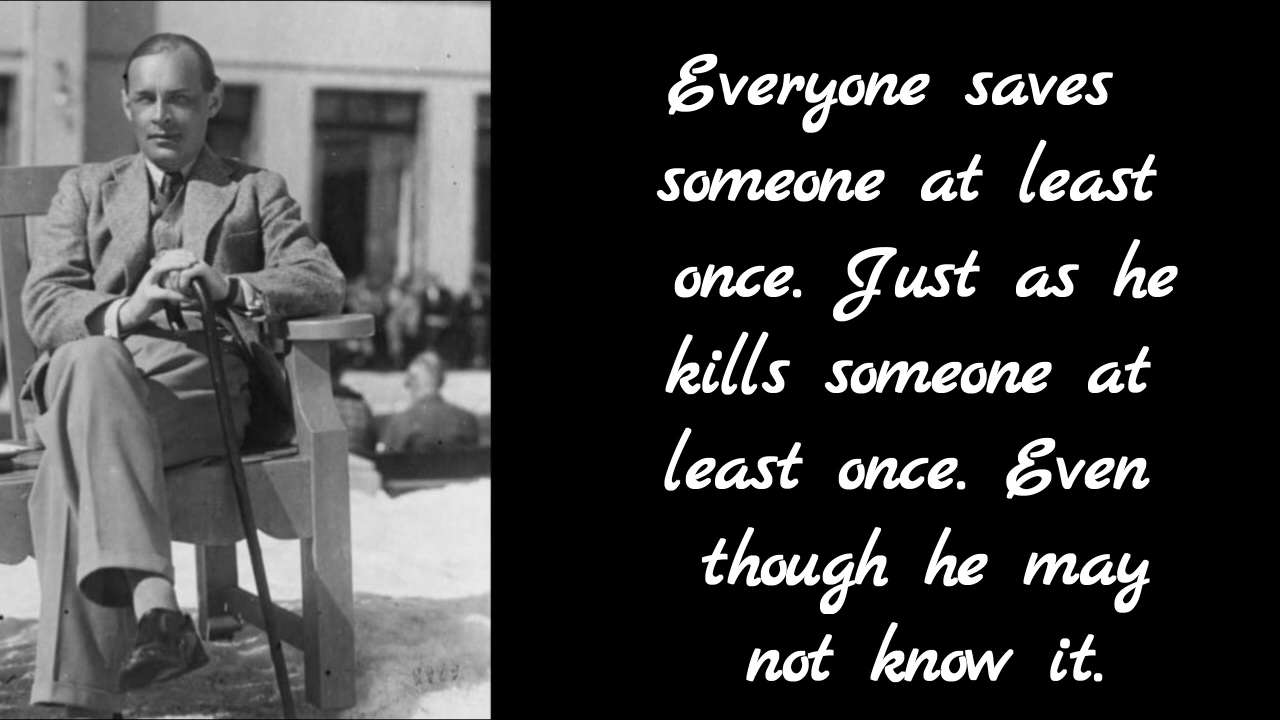 Everyone saves
someone at least
once. Just as he
kills someone at
least once. Even
though he may
not know it.